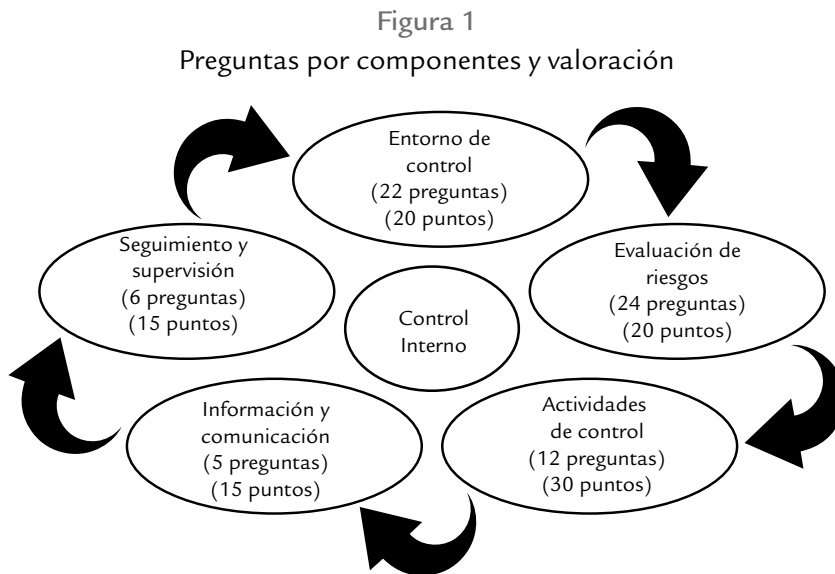 Figura 1
Preguntas por componentes y valoración
Entorno de
control
(22 preguntas)
(20 puntos)
Evaluación de
riesgos
(24 preguntas)
(20 puntos)
Actividades
de control
(12 preguntas)
(30 puntos)
Información y
comunicación
(5 preguntas)
(15 puntos)
Seguimiento y
supervisión
(6 preguntas)
(15 puntos)
Control
Interno